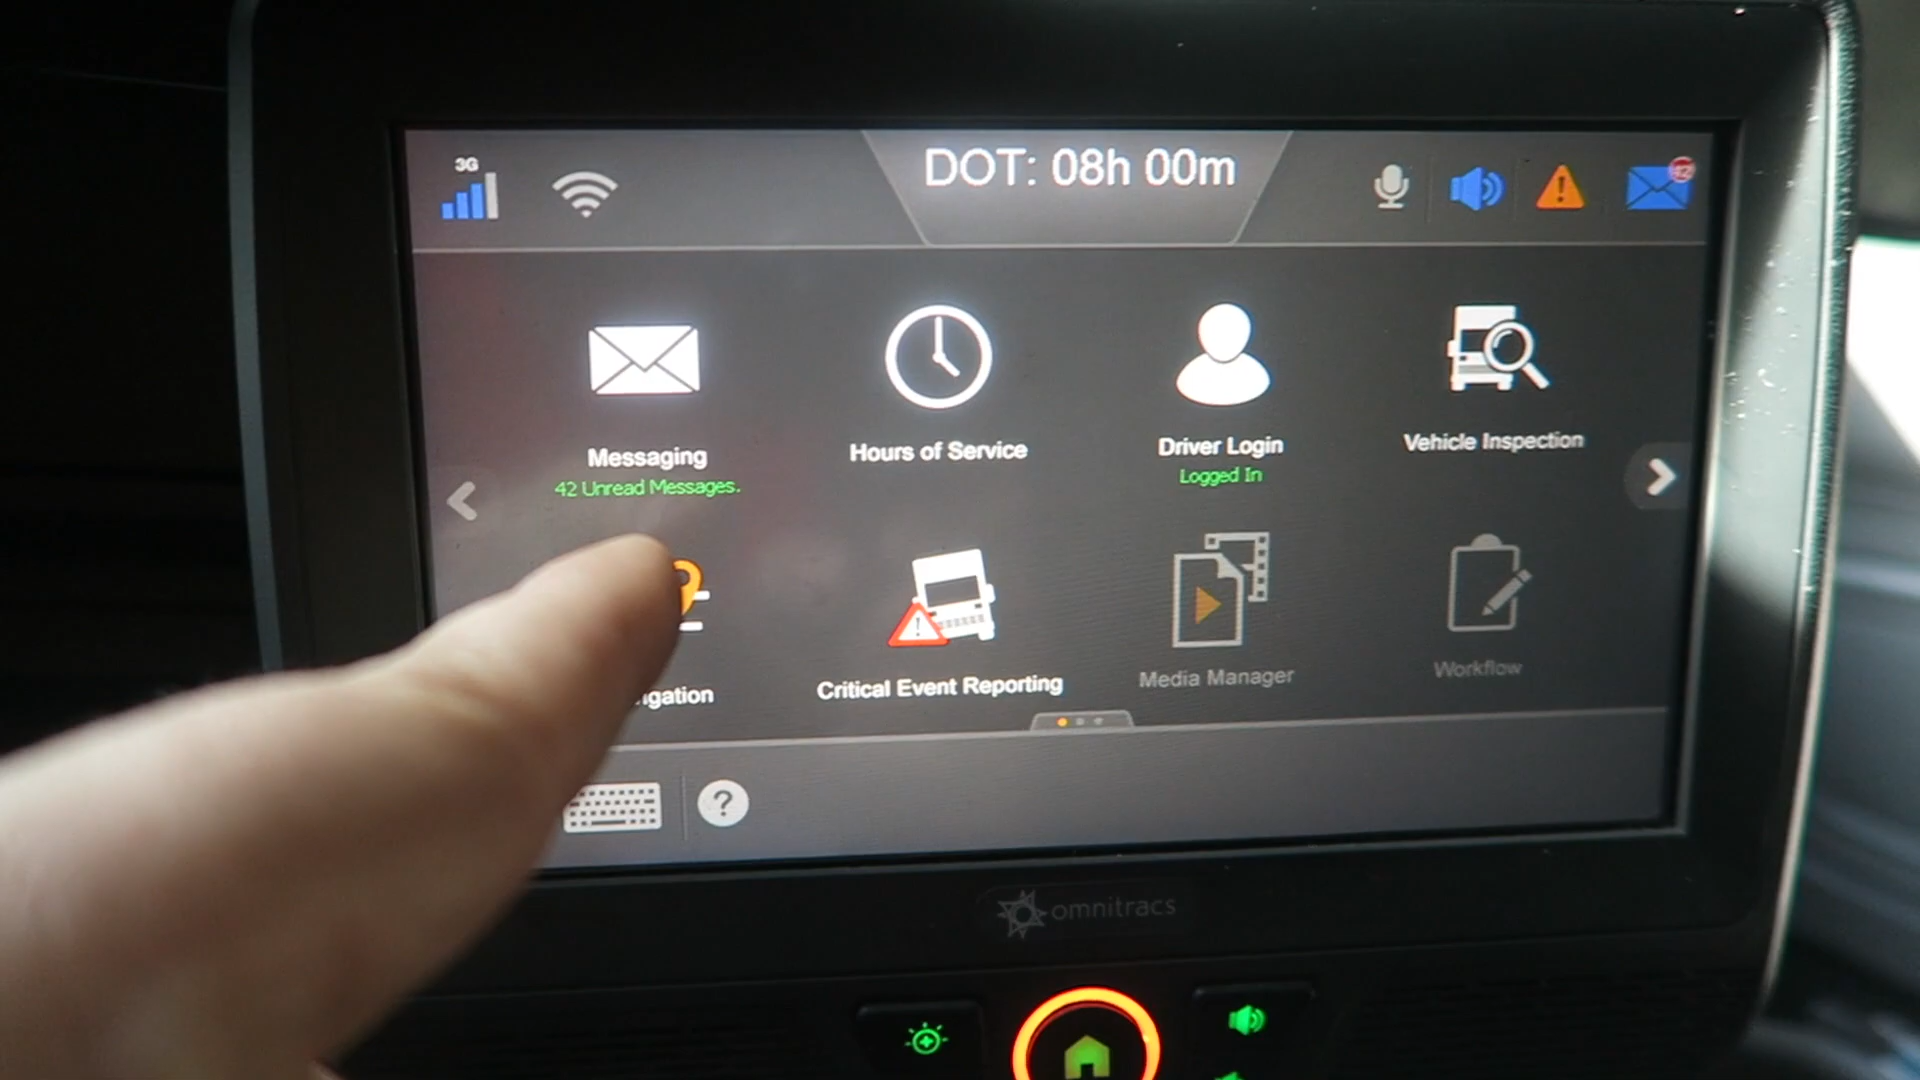 3G
DOT: 08h 00m
42
Messaging
42 Unread Messages.
Hours of Service
Driver Login
Logged In
Vehicle Inspection
igation
Critical Event Reporting
Media Manager
Workflow
?
omnitracs